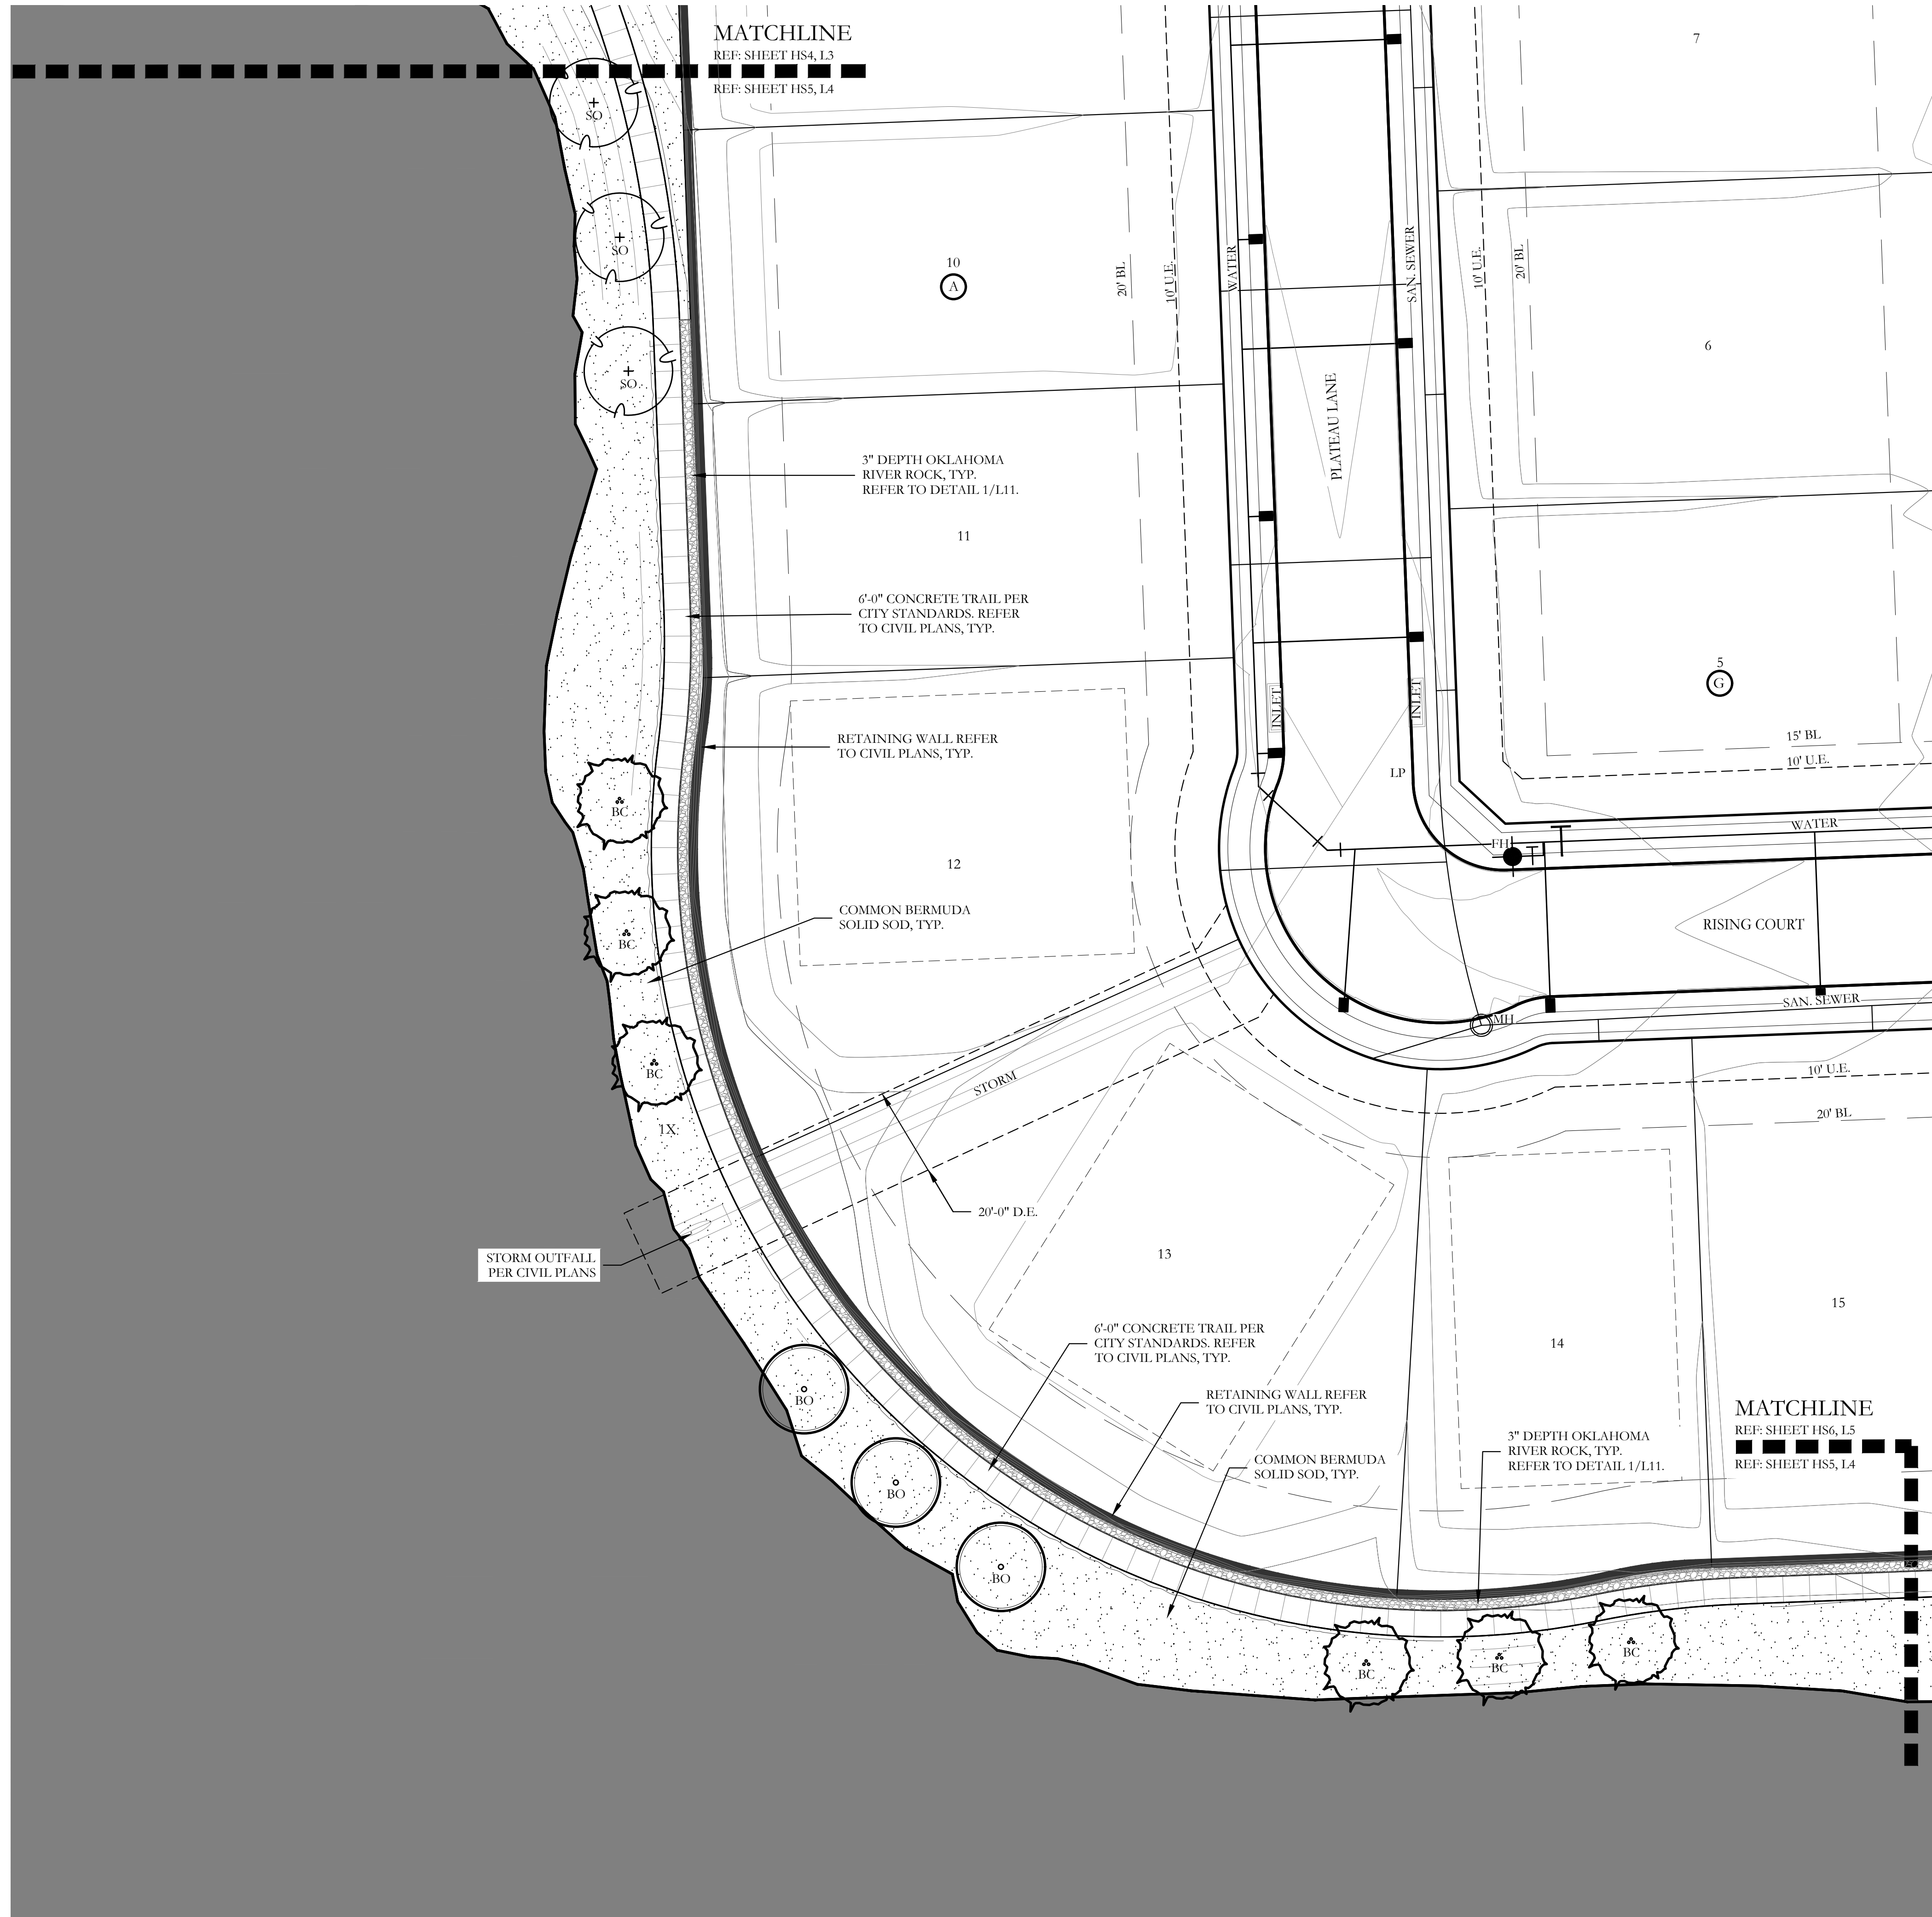 MATCHLINE
REF: SHEET HS4, L3
REF: SHEET HS5, L4
7
SO
SO
SO
10
A
20' BL
10' U.E.
WATER
SAN. SEWER
10' U.E.
20' BL
6
PLATEAU LANE
3" DEPTH OKLAHOMA
RIVER ROCK, TYP.
REFER TO DETAIL 1/L11.
11
6'-0" CONCRETE TRAIL PER
CITY STANDARDS. REFER
TO CIVIL PLANS, TYP.
5
G
INLET
INLET
RETAINING WALL REFER
TO CIVIL PLANS, TYP.
15' BL
10' U.E.
LP
BC
WATER
FH
12
COMMON BERMUDA
SOLID SOD, TYP.
RISING COURT
BC
SAN. SEWER
MH
BC
STORM
10' U.E.
20' BL
1X
20'-0" D.E.
STORM OUTFALL
PER CIVIL PLANS
13
15
6'-0" CONCRETE TRAIL PER
CITY STANDARDS. REFER
TO CIVIL PLANS, TYP.
14
RETAINING WALL REFER
TO CIVIL PLANS, TYP.
BO
MATCHLINE
REF: SHEET HS6, L5
REF: SHEET HS5, L4
3" DEPTH OKLAHOMA
RIVER ROCK, TYP.
REFER TO DETAIL 1/L11.
COMMON BERMUDA
SOLID SOD, TYP.
BO
BO
BC
BC
BC